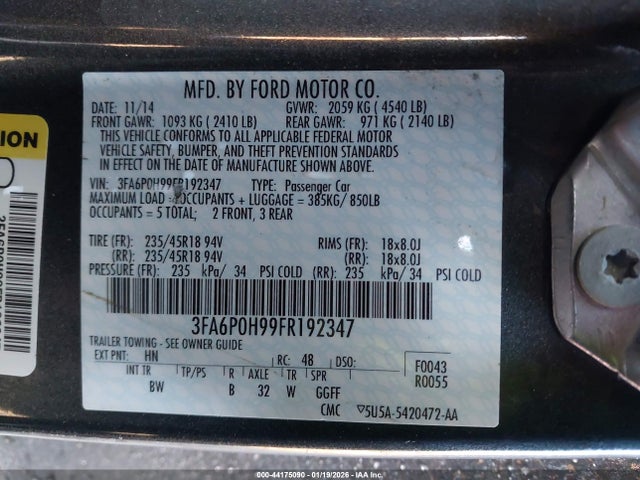 MFD. BY FORD MOTOR CO.
DATE: 11/14 GVWR: 2059 KG ( 4540 LB)
FRONT GAWR: 1093 KG ( 2410 LB) REAR GAWR: 971 KG ( 2140 LB)
THIS VEHICLE CONFORMS TO ALL APPLICABLE FEDERAL MOTOR
VEHICLE SAFETY, BUMPER, AND THEFT PREVENTION STANDARDS
IN EFFECT ON THE DATE OF MANUFACTURE SHOWN ABOVE.
VIN: 3FA6P0H99FR192347 TYPE: Passenger Car
MAXIMUM LOAD - OCCUPANTS + LUGGAGE = 385KG/ 850LB
OCCUPANTS = 5 TOTAL; 2 FRONT, 3 REAR
TIRE (FR): 235/45R18 94V RIMS (FR): 18x8.0J
(RR): 235/45R18 94V (RR): 18x8.0J
PRESSURE (FR): 235 kPa/ 34 PSI COLD (RR): 235 kPa/ 34 PSI COLD
3FA6P0H99FR192347
TRAILER TOWING - SEE OWNER GUIDE
EXT PNT: HN RC: 48 DSO: F0043
INT TR TP/PS R AXLE TR SPR R0055
BW B 32 W GGFF
CMC ▽5U5A-5420472-AA
ION
000-44175090 - 01/19/2026 - IAA Inc.